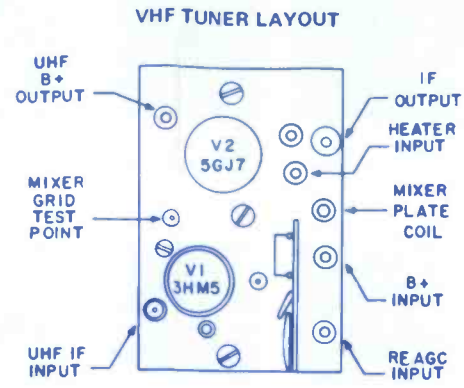 VHF TUNER LAYOUT
UHF
B+
OUTPUT
IF
OUTPUT
HEATER
INPUT
V2
5GJ7
MIXER
GRID
TEST
POINT
MIXER
PLATE
COIL
V1
3HM5
B+
INPUT
UHF IF
INPUT
RE AGC
INPUT